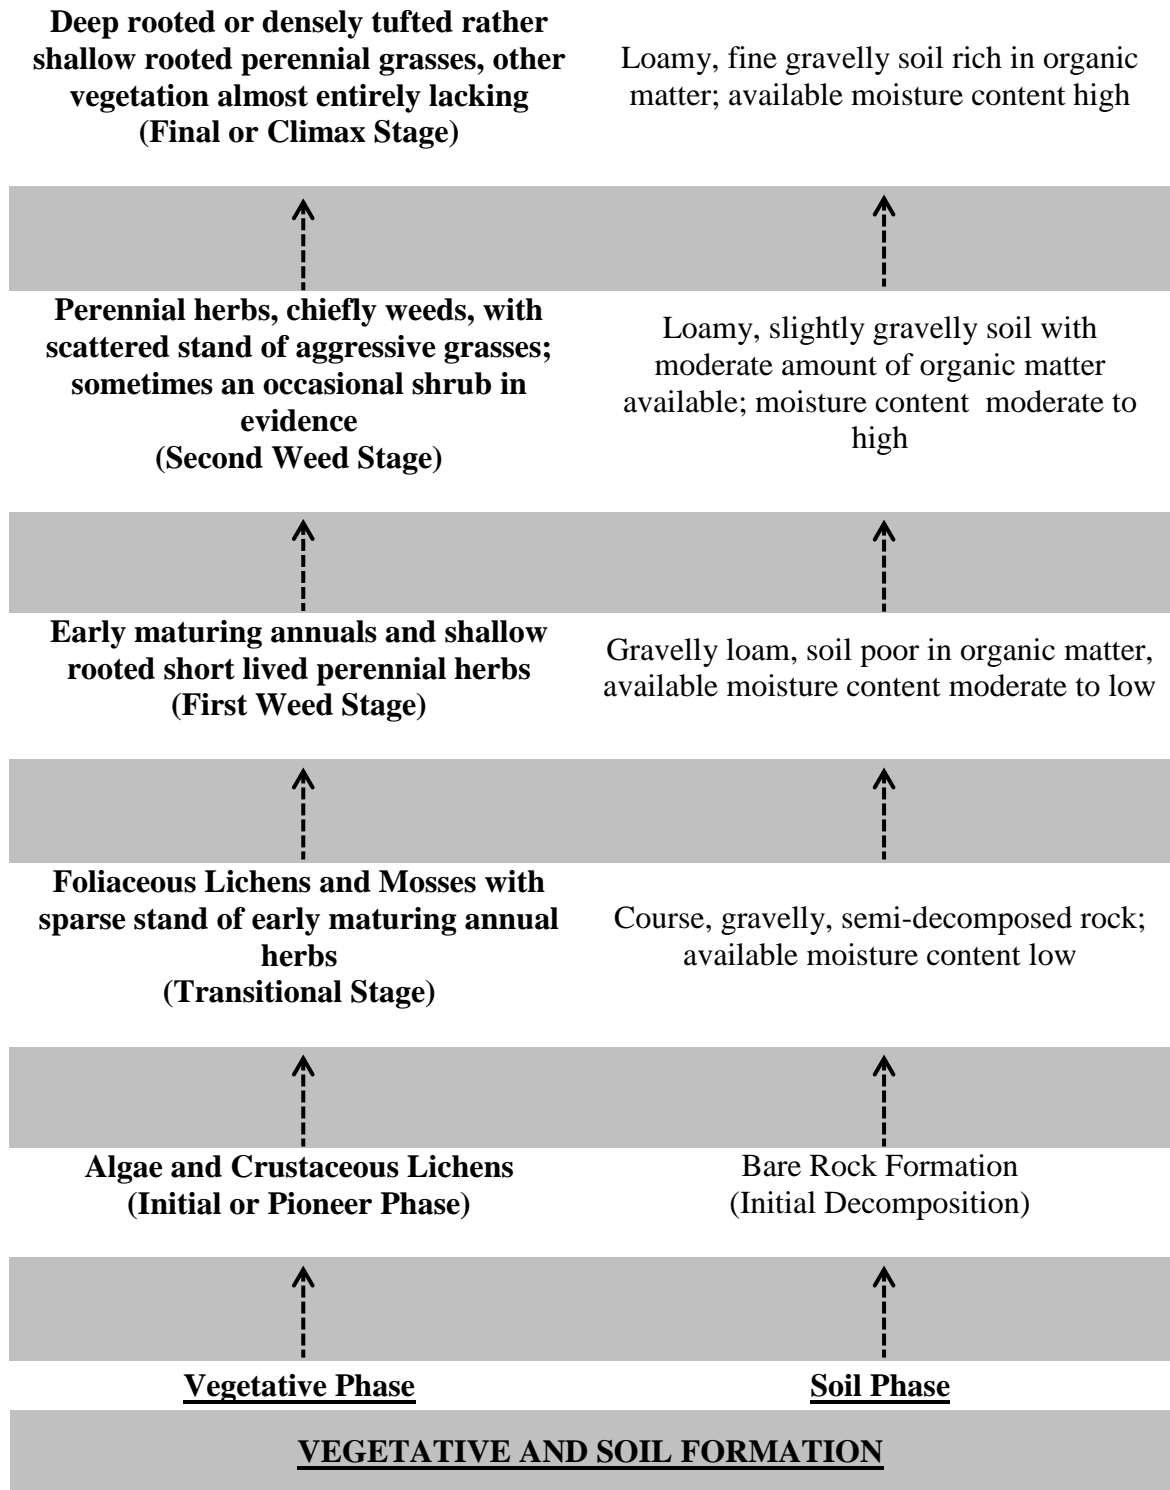 Deep rooted or densely tufted rather
shallow rooted perennial grasses, other
vegetation almost entirely lacking
(Final or Climax Stage)
Loamy, fine gravelly soil rich in organic
matter; available moisture content high
Perennial herbs, chiefly weeds, with
scattered stand of aggressive grasses;
sometimes an occasional shrub in
evidence
(Second Weed Stage)
Loamy, slightly gravelly soil with
moderate amount of organic matter
available; moisture content moderate to
high
Early maturing annuals and shallow
rooted short lived perennial herbs
(First Weed Stage)
Gravelly loam, soil poor in organic matter,
available moisture content moderate to low
Foliaceous Lichens and Mosses with
sparse stand of early maturing annual
herbs
(Transitional Stage)
Course, gravelly, semi-decomposed rock;
available moisture content low
Algae and Crustaceous Lichens
(Initial or Pioneer Phase)
Bare Rock Formation
(Initial Decomposition)
Vegetative Phase
Soil Phase
VEGETATIVE AND SOIL FORMATION